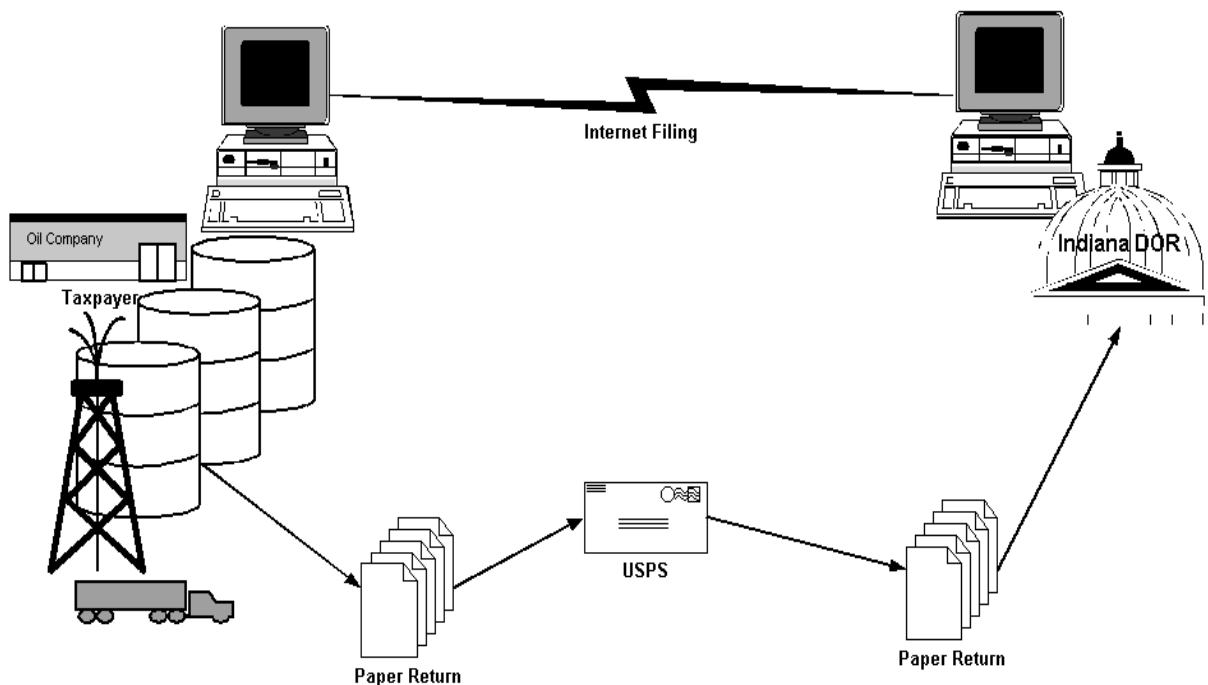 Internet Filing
Oil Company
Indiana DOR
Taxpayer
USPS
Paper Return
Paper Return